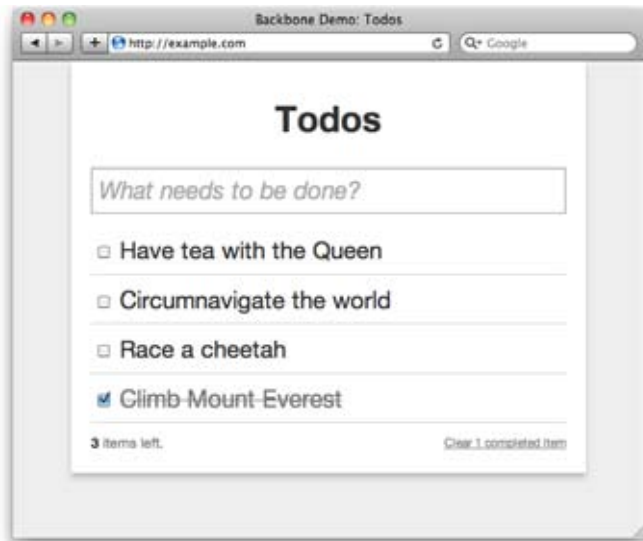 Backbone Demo: Todos
http://example.com
Google
Todos
What needs to be done?
Have tea with the Queen
Circumnavigate the world
Race a cheetah
Climb Mount Everest
3 items left.
Clear 1 completed item